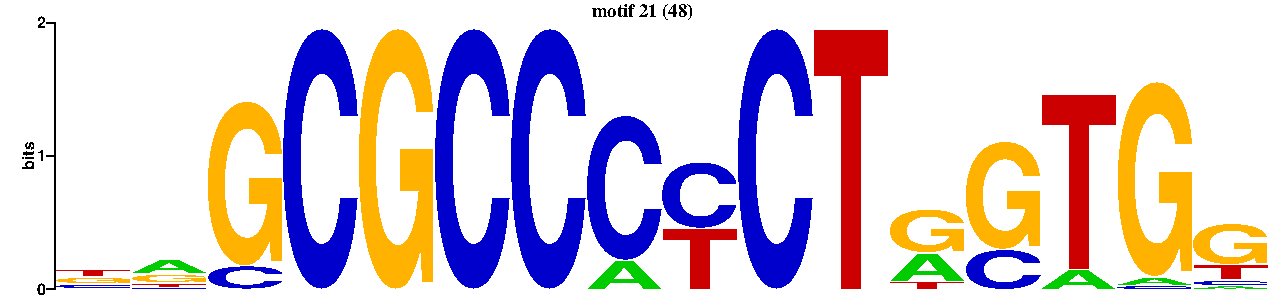 motif 21 (48)
2
bits
1
0
T A G C G C C C C C T G G T G G
G G C A T A C A A T
C T T C C
A